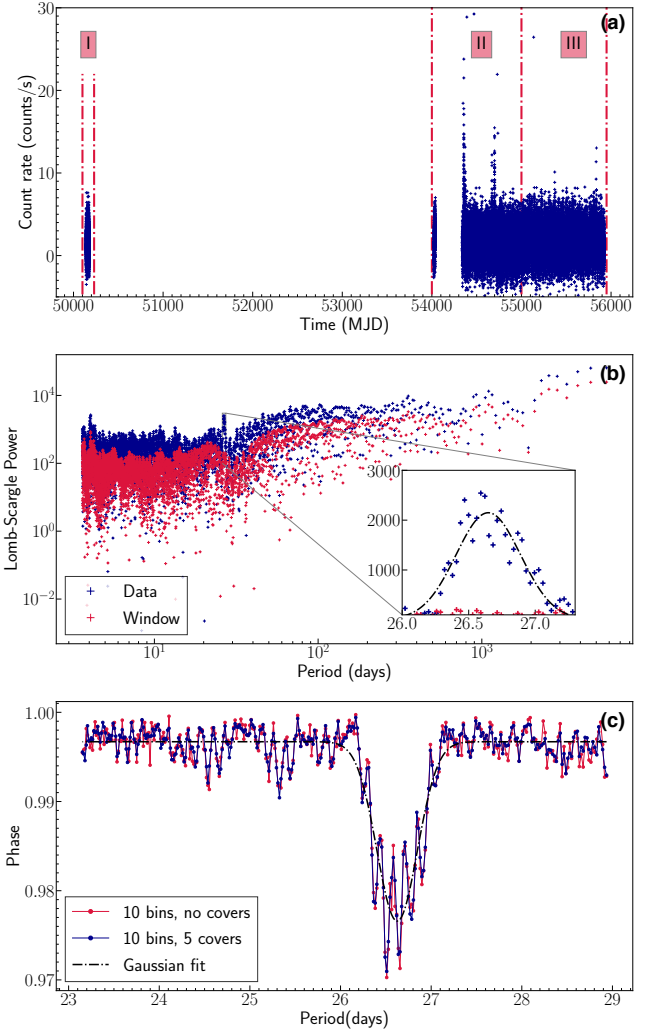 (a)
I
II
III
30
20
10
0
Count rate (counts/s)
50000 51000 52000 53000 54000 55000 56000
Time (MJD)
(b)
10^4
10^2
10^0
10^−2
Lomb-Scargle Power
3000
2000
1000
26.0 26.5 27.0
Data
Window
10^1 10^2 10^3
Period (days)
(c)
1.00
0.99
0.98
0.97
Phase
10 bins, no covers
10 bins, 5 covers
Gaussian fit
23 24 25 26 27 28 29
Period(days)